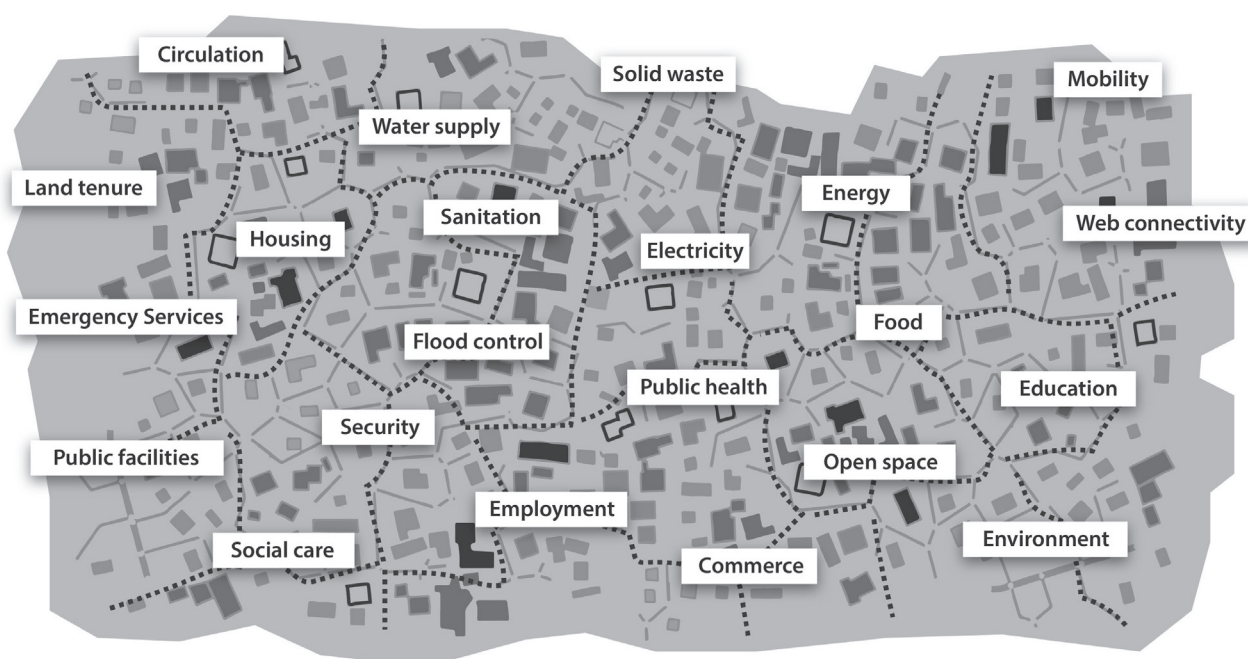 Circulation
Solid waste
Mobility
Water supply
Land tenure
Energy
Sanitation
Web connectivity
Housing
Electricity
Emergency Services
Food
Flood control
Public health
Education
Security
Public facilities
Open space
Employment
Environment
Social care
Commerce